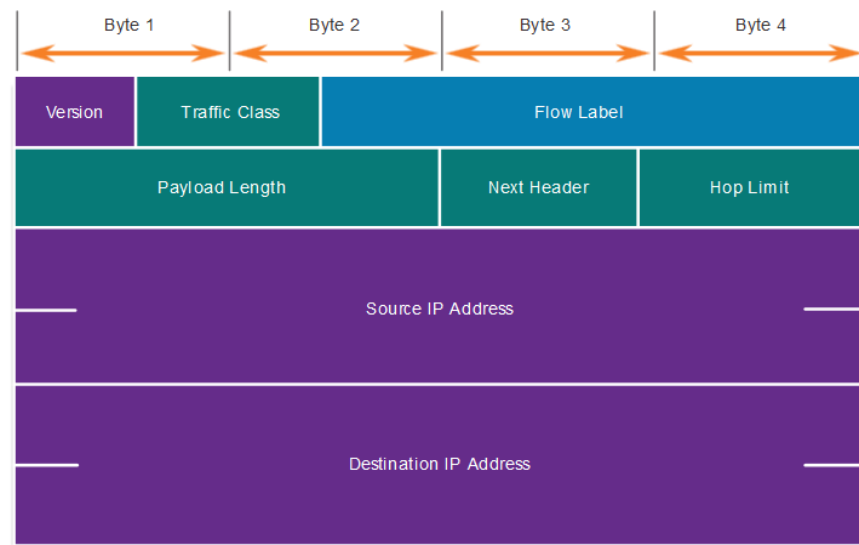 Byte 1 Byte 2 Byte 3 Byte 4
Version Traffic Class Flow Label
Payload Length Next Header Hop Limit
Source IP Address
Destination IP Address